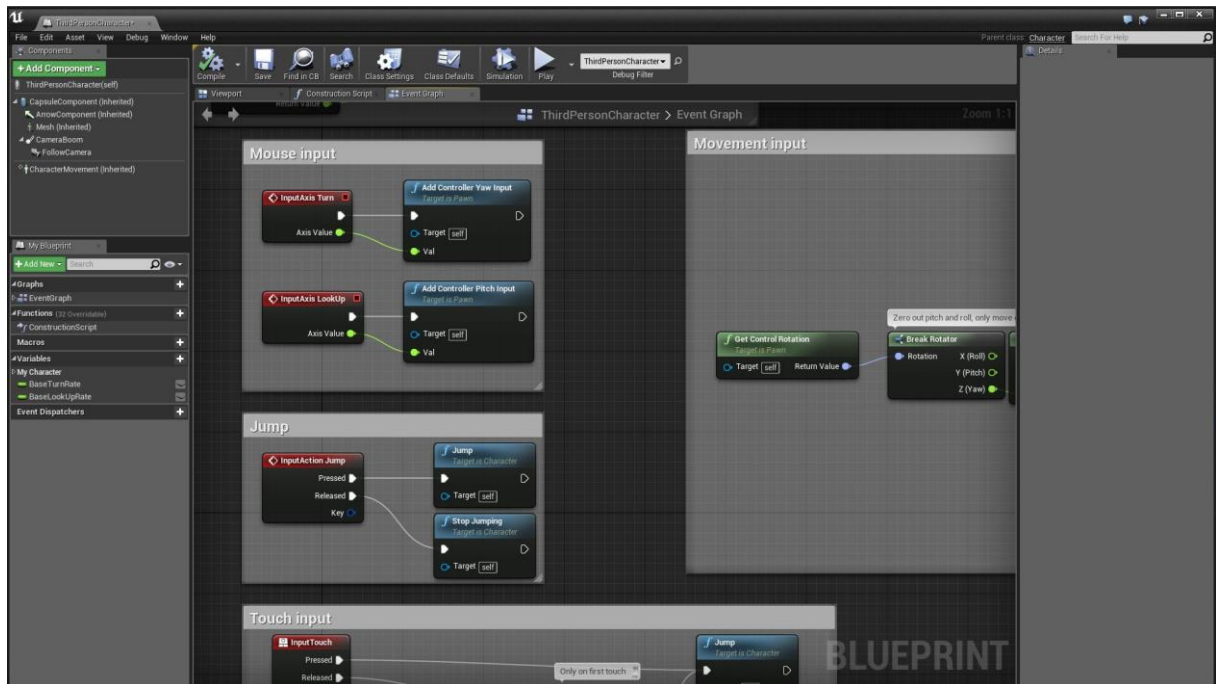 ThirdPersonCharacter*
File Edit Asset View Debug Window Help
Parent class: Character Search For Help
Components
+Add Component
ThirdPersonCharacter(self)
CapsuleComponent (Inherited)
ArrowComponent (Inherited)
Mesh (Inherited)
CameraBoom
FollowCamera
CharacterMovement (Inherited)
My Blueprint
+Add New Search
Graphs
EventGraph
Functions (32 Overridable)
ConstructionScript
Macros
Variables
My Character
BaseTurnRate
BaseLookUpRate
Event Dispatchers
Compile Save Find in CB Search Class Settings Class Defaults Simulation Play
ThirdPersonCharacter
Debug Filter
Viewport Construction Script Event Graph
Return Value
ThirdPersonCharacter > Event Graph
Zoom 1:1
Mouse input
InputAxis Turn
Axis Value
Add Controller Yaw Input
Target is Pawn
Target self
Val
InputAxis LookUp
Axis Value
Add Controller Pitch Input
Target is Pawn
Target self
Val
Jump
InputAction Jump
Pressed
Released
Key
Jump
Target is Character
Target self
Stop Jumping
Target is Character
Target self
Touch input
InputTouch
Pressed
Released
Only on first touch
Jump
Target is Character
Movement input
Get Control Rotation
Target is Pawn
Target self Return Value
Zero out pitch and roll, only move
Break Rotator
Rotation X (Roll)
Y (Pitch)
Z (Yaw)
BLUEPRINT
Details